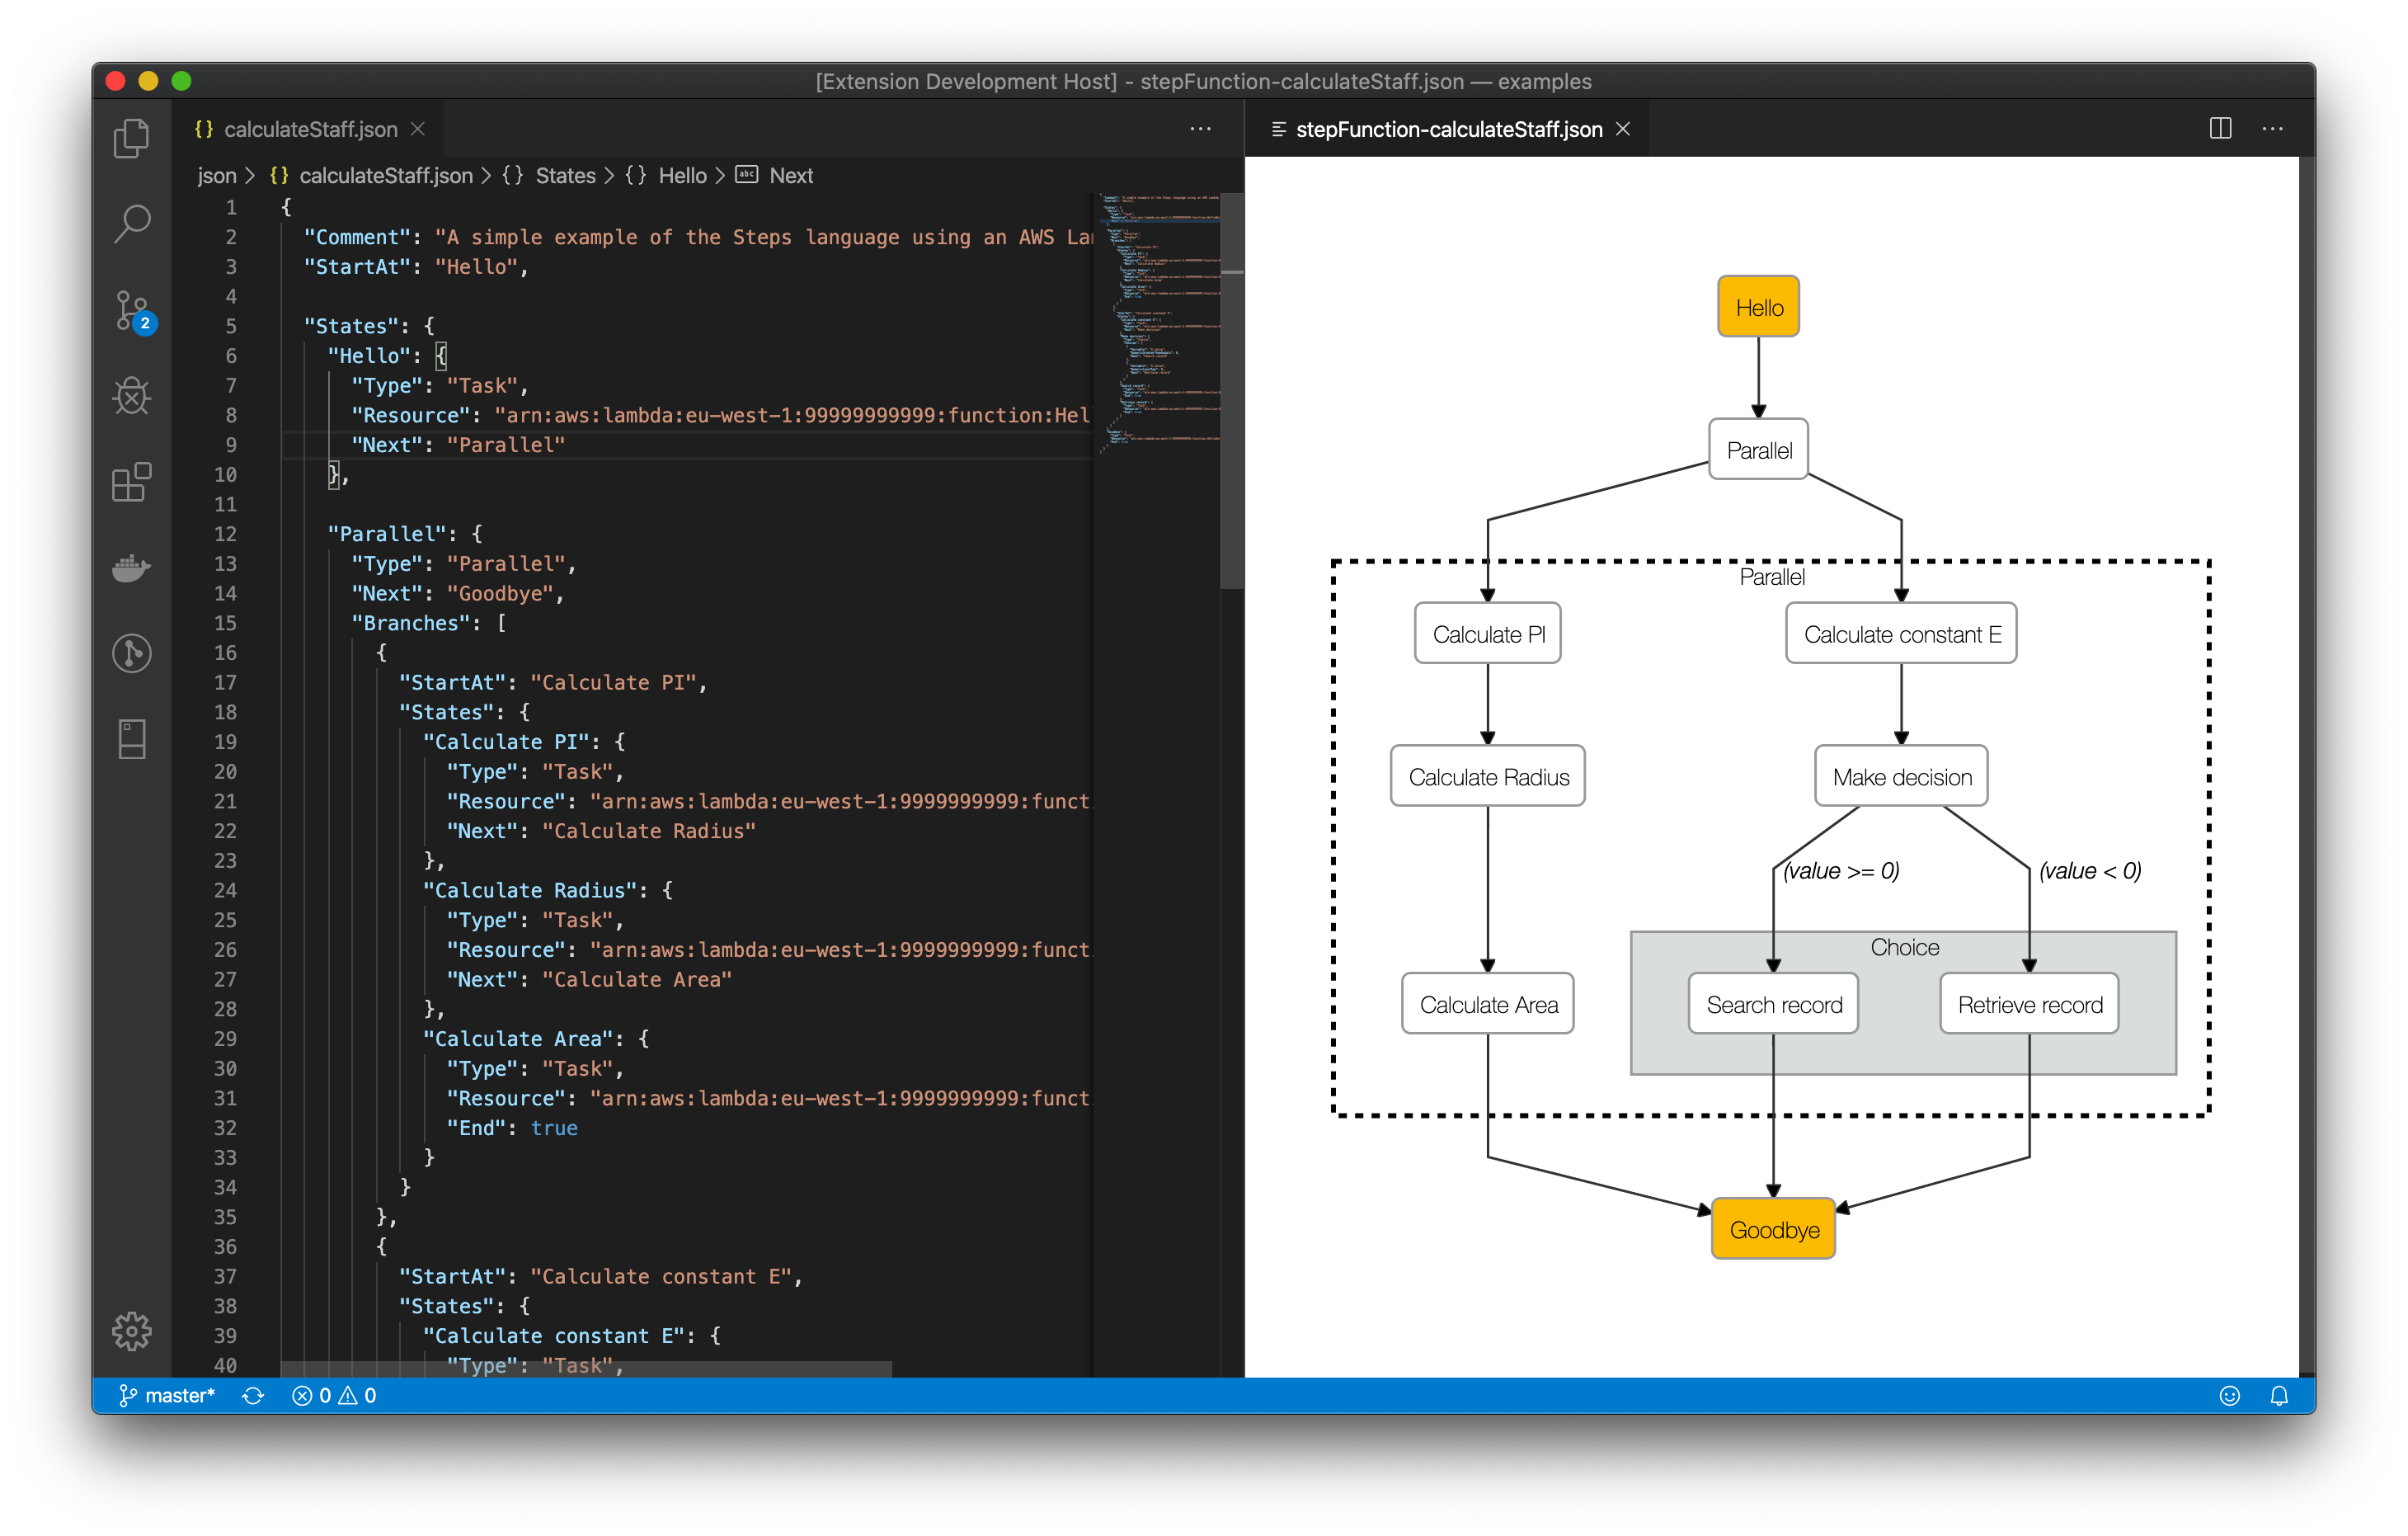 [Extension Development Host] - stepFunction-calculateStaff.json — examples
{} calculateStaff.json
json > {} calculateStaff.json > {} States > {} Hello > abc Next
1 {
2 "Comment": "A simple example of the Steps language using an AWS La
3 "StartAt": "Hello",
4
5 "States": {
6 "Hello": {
7 "Type": "Task",
8 "Resource": "arn:aws:lambda:eu-west-1:99999999999:function:Hel
9 "Next": "Parallel"
10 },
11
12 "Parallel": {
13 "Type": "Parallel",
14 "Next": "Goodbye",
15 "Branches": [
16 {
17 "StartAt": "Calculate PI",
18 "States": {
19 "Calculate PI": {
20 "Type": "Task",
21 "Resource": "arn:aws:lambda:eu-west-1:9999999999:funct
22 "Next": "Calculate Radius"
23 },
24 "Calculate Radius": {
25 "Type": "Task",
26 "Resource": "arn:aws:lambda:eu-west-1:9999999999:funct
27 "Next": "Calculate Area"
28 },
29 "Calculate Area": {
30 "Type": "Task",
31 "Resource": "arn:aws:lambda:eu-west-1:9999999999:funct
32 "End": true
33 }
34 }
35 },
36 {
37 "StartAt": "Calculate constant E",
38 "States": {
39 "Calculate constant E": {
40 "Type": "Task",
stepFunction-calculateStaff.json
Hello
Parallel
Parallel
Calculate PI
Calculate constant E
Calculate Radius
Make decision
(value >= 0)
(value < 0)
Choice
Calculate Area
Search record
Retrieve record
Goodbye
2
master*
0 0